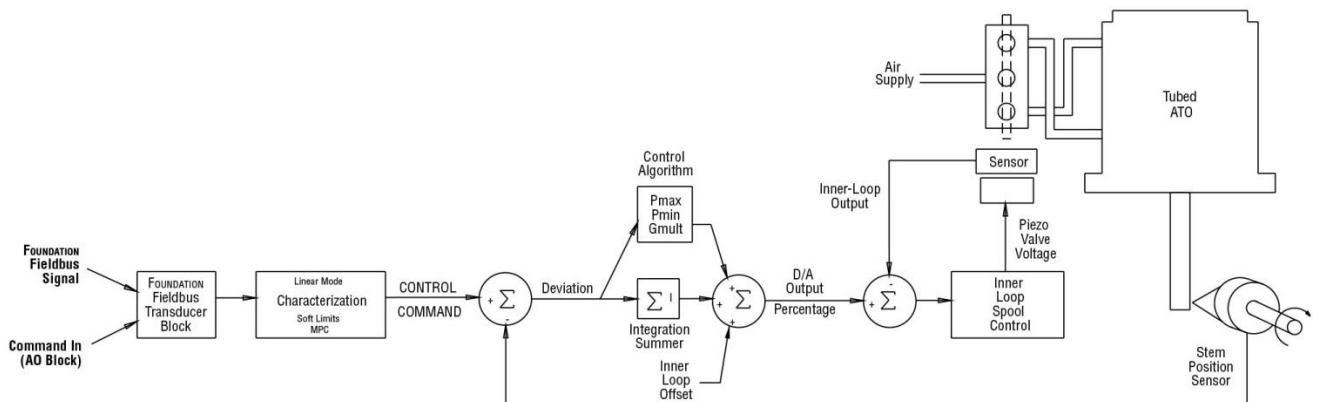 FOUNDATION
Fieldbus
Signal
Command In
(AO Block)
FOUNDATION
Fieldbus
Transducer
Block
Linear Mode
Characterization
Soft Limits
MPC
CONTROL
COMMAND
+
Σ
-
Deviation
Control
Algorithm
Pmax
Pmin
Gmult
Σ I
Integration
Summer
Inner
Loop
Offset
+
+
Σ
+
D/A
Output
Percentage
Inner-Loop
Output
-
+
Σ
Inner
Loop
Spool
Control
Piezo
Valve
Voltage
Sensor
Air
Supply
Tubed
ATO
Stem
Position
Sensor